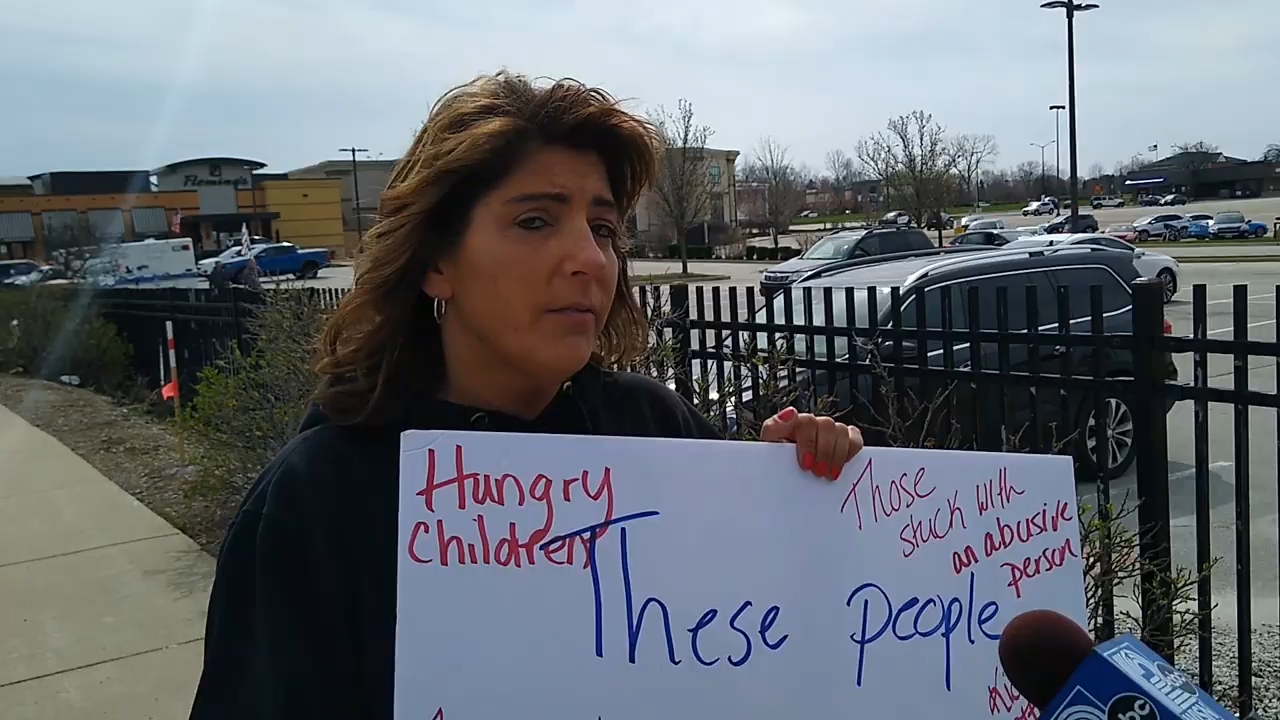 Fleming's
Hungry
Children
Those
stuck with
an abusive
person
These people
abc